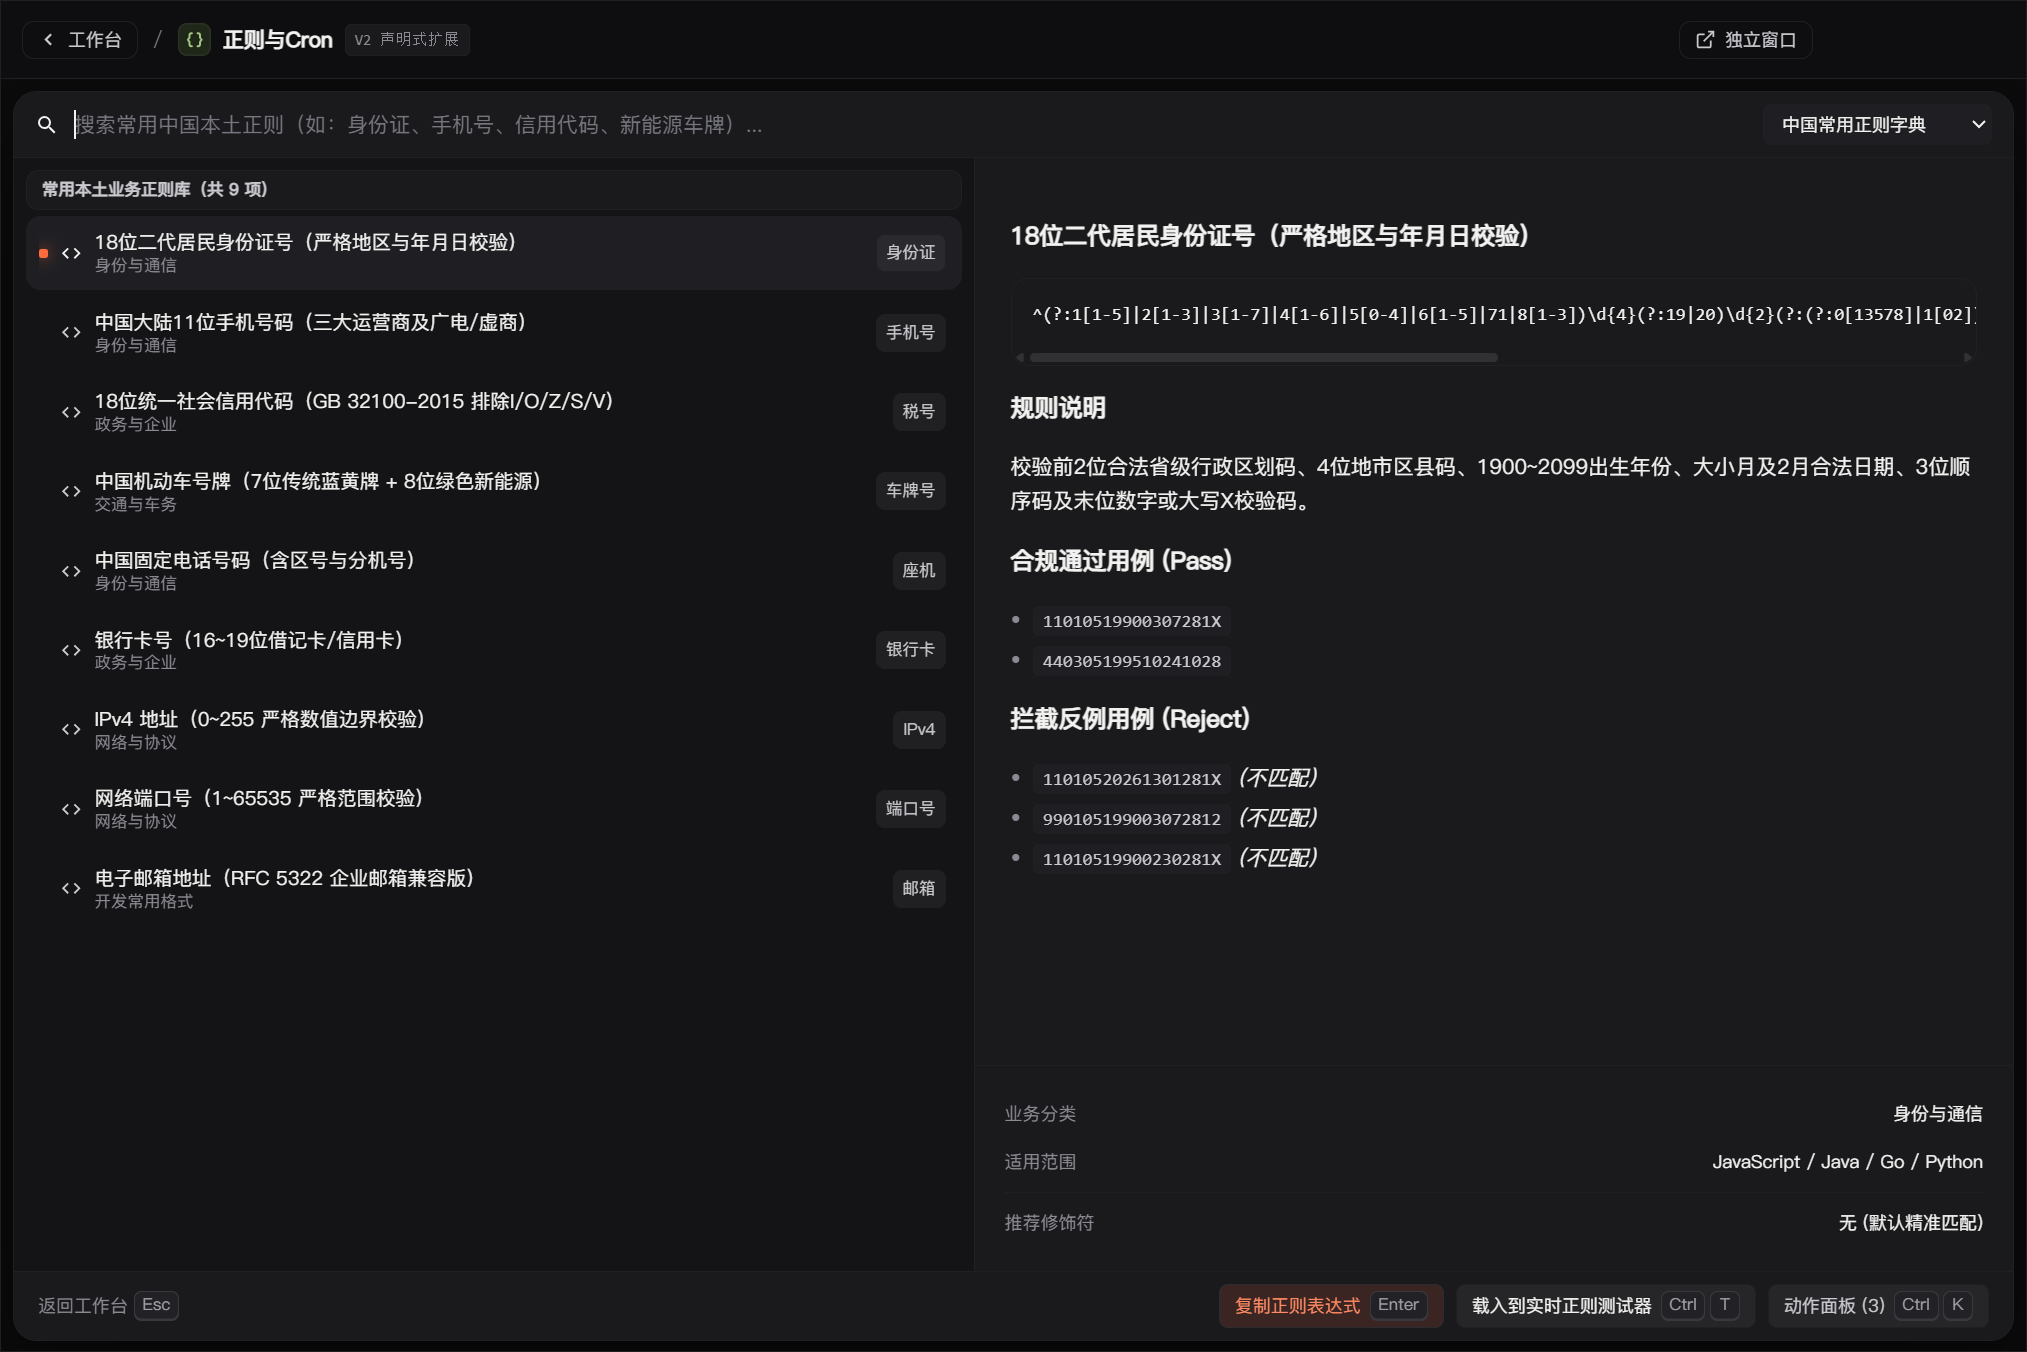 工作台 / {} 正则与Cron V2 声明式扩展 独立窗口
搜索常用中国本土正则（如：身份证、手机号、信用代码、新能源车牌）... 中国常用正则字典
常用本土业务正则库（共 9 项）
18位二代居民身份证号（严格地区与年月日校验）
身份与通信
身份证
中国大陆11位手机号码（三大运营商及广电/虚商）
身份与通信
手机号
18位统一社会信用代码（GB 32100-2015 排除I/O/Z/S/V）
政务与企业
税号
中国机动车号牌（7位传统蓝黄牌 + 8位绿色新能源）
交通与车务
车牌号
中国固定电话号码（含区号与分机号）
身份与通信
座机
银行卡号（16~19位借记卡/信用卡）
政务与企业
银行卡
IPv4 地址（0~255 严格数值边界校验）
网络与协议
IPv4
网络端口号（1~65535 严格范围校验）
网络与协议
端口号
电子邮箱地址（RFC 5322 企业邮箱兼容版）
开发常用格式
邮箱
18位二代居民身份证号（严格地区与年月日校验）
^(?:1[1-5]|2[1-3]|3[1-7]|4[1-6]|5[0-4]|6[1-5]|71|8[1-3])\d{4}(?:19|20)\d{2}(?:(?:0[13578]|1[02]
规则说明
校验前2位合法省级行政区划码、4位地市区县码、1900~2099出生年份、大小月及2月合法日期、3位顺
序码及末位数字或大写X校验码。
合规通过用例 (Pass)
• 11010519900307281X
• 440305199510241028
拦截反例用例 (Reject)
• 11010520261301281X (不匹配)
• 990105199003072812 (不匹配)
• 11010519900230281X (不匹配)
业务分类 身份与通信
适用范围 JavaScript / Java / Go / Python
推荐修饰符 无 (默认精准匹配)
返回工作台 Esc 复制正则表达式 Enter 载入到实时正则测试器 Ctrl T 动作面板 (3) Ctrl K